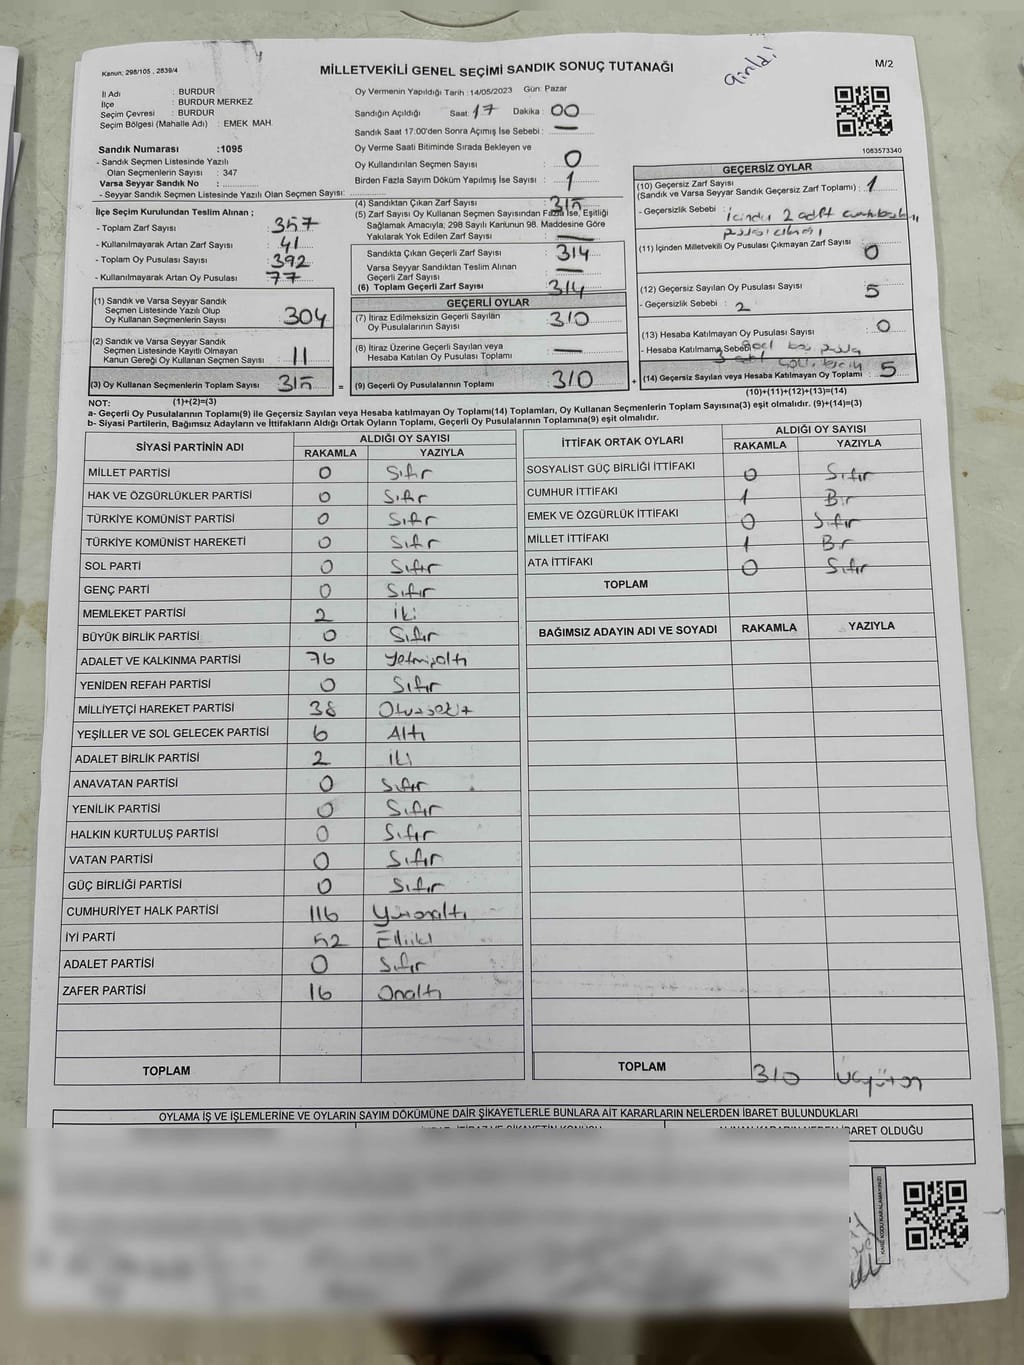 Kanun; 298/105 , 2839/4
MİLLETVEKİLİ GENEL SEÇİMİ SANDIK SONUÇ TUTANAĞI
M/2
İl Adı : BURDUR
İlçe : BURDUR MERKEZ
Seçim Çevresi : BURDUR
Seçim Bölgesi (Mahalle Adı) : EMEK MAH.
Oy Vermenin Yapıldığı Tarih : 14/05/2023 Gün: Pazar
Sandığın Açıldığı Saat: 17 Dakika : 00
Sandık Saat 17.00'den Sonra Açımış İse Sebebi : —
Oy Verme Saati Bitiminde Sırada Bekleyen ve
Oy Kullandırılan Seçmen Sayısı : 0
Birden Fazla Sayım Döküm Yapılmış İse Sayısı : 1
1083573340
Sandık Numarası :1095
- Sandık Seçmen Listesinde Yazılı
Olan Seçmenlerin Sayısı : 347
Varsa Seyyar Sandık No :
- Seyyar Sandık Seçmen Listesinde Yazılı Olan Seçmen Sayısı:
İlçe Seçim Kurulundan Teslim Alınan ;
- Toplam Zarf Sayısı : 357
- Kullanılmayarak Artan Zarf Sayısı : 41
- Toplam Oy Pusulası Sayısı : 392
- Kullanılmayarak Artan Oy Pusulası : 77
(1) Sandık ve Varsa Seyyar Sandık
Seçmen Listesinde Yazılı Olup
Oy Kullanan Seçmenlerin Sayısı : 304
(2) Sandık ve Varsa Seyyar Sandık
Seçmen Listesinde Kayıtlı Olmayan
Kanun Gereği Oy Kullanan Seçmen Sayısı : 11
(3) Oy Kullanan Seçmenlerin Toplam Sayısı : 315 =
(1)+(2)=(3)
(4) Sandıktan Çıkan Zarf Sayısı : 315
(5) Zarf Sayısı Oy Kullanan Seçmen Sayısından Fazla İse, Eşitliği
Sağlamak Amacıyla; 298 Sayılı Kanunun 98. Maddesine Göre
Yakılarak Yok Edilen Zarf Sayısı : —
Sandıkta Çıkan Geçerli Zarf Sayısı : 314
Varsa Seyyar Sandıktan Teslim Alınan
Geçerli Zarf Sayısı : —
(6) Toplam Geçerli Zarf Sayısı : 314
GEÇERLİ OYLAR
(7) İtiraz Edilmeksizin Geçerli Sayılan
Oy Pusulalarının Sayısı : 310
(8) İtiraz Üzerine Geçerli Sayılan veya
Hesaba Katılan Oy Pusulası Toplamı : —
(9) Geçerli Oy Pusulalarının Toplamı : 310 +
GEÇERSİZ OYLAR
(10) Geçersiz Zarf Sayısı
(Sandık ve Varsa Seyyar Sandık Geçersiz Zarf Toplamı) : 1
- Geçersizlik Sebebi : İçinde 2 adet
(11) İçinden Milletvekili Oy Pusulası Çıkmayan Zarf Sayısı : 0
(12) Geçersiz Sayılan Oy Pusulası Sayısı : 5
- Geçersizlik Sebebi : 2
(13) Hesaba Katılmayan Oy Pusulası Sayısı : 0
- Hesaba Katılmama Sebebi
(14) Geçersiz Sayılan veya Hesaba Katılmayan Oy Toplamı : 5
(10)+(11)+(12)+(13)=(14)
NOT:
a- Geçerli Oy Pusulalarının Toplamı(9) ile Geçersiz Sayılan veya Hesaba katılmayan Oy Toplamı(14) Toplamları, Oy Kullanan Seçmenlerin Toplam Sayısına(3) eşit olmalıdır. (9)+(14)=(3)
b- Siyasi Partilerin, Bağımsız Adayların ve İttifakların Aldığı Ortak Oyların Toplamı, Geçerli Oy Pusulalarının Toplamına(9) eşit olmalıdır.
SİYASİ PARTİNİN ADI ALDIĞI OY SAYISI
RAKAMLA YAZIYLA
MİLLET PARTİSİ 0 Sıfır
HAK VE ÖZGÜRLÜKLER PARTİSİ 0 Sıfır
TÜRKİYE KOMÜNİST PARTİSİ 0 Sıfır
TÜRKİYE KOMÜNİST HAREKETİ 0 Sıfır
SOL PARTİ 0 Sıfır
GENÇ PARTİ 0 Sıfır
MEMLEKET PARTİSİ 2 İki
BÜYÜK BİRLİK PARTİSİ 0 Sıfır
ADALET VE KALKINMA PARTİSİ 76 Yetmişaltı
YENİDEN REFAH PARTİSİ 0 Sıfır
MİLLİYETÇİ HAREKET PARTİSİ 38 Otuzsekiz
YEŞİLLER VE SOL GELECEK PARTİSİ 6 Altı
ADALET BİRLİK PARTİSİ 2 İki
ANAVATAN PARTİSİ 0 Sıfır
YENİLİK PARTİSİ 0 Sıfır
HALKIN KURTULUŞ PARTİSİ 0 Sıfır
VATAN PARTİSİ 0 Sıfır
GÜÇ BİRLİĞİ PARTİSİ 0 Sıfır
CUMHURİYET HALK PARTİSİ 116 Yüzonaltı
İYİ PARTİ 52 Elliiki
ADALET PARTİSİ 0 Sıfır
ZAFER PARTİSİ 16 Onaltı
TOPLAM
İTTİFAK ORTAK OYLARI ALDIĞI OY SAYISI
RAKAMLA YAZIYLA
SOSYALİST GÜÇ BİRLİĞİ İTTİFAKI 0 Sıfır
CUMHUR İTTİFAKI 1 Bir
EMEK VE ÖZGÜRLÜK İTTİFAKI 0 Sıfır
MİLLET İTTİFAKI 1 Bir
ATA İTTİFAKI 0 Sıfır
TOPLAM
BAĞIMSIZ ADAYIN ADI VE SOYADI RAKAMLA YAZIYLA
TOPLAM 310 Üçyüzon
OYLAMA İŞ VE İŞLEMLERİNE VE OYLARIN SAYIM DÖKÜMÜNE DAİR ŞİKAYETLERLE BUNLARA AİT KARARLARIN NELERDEN İBARET BULUNDUKLARI
İBARET OLDUĞU